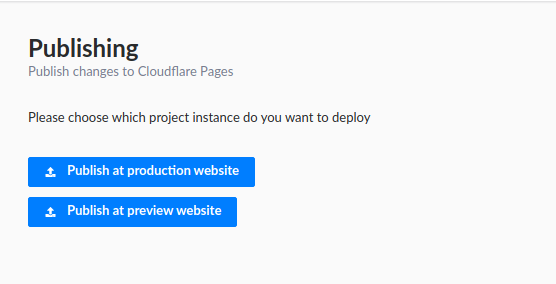 Publishing
Publish changes to Cloudflare Pages
Please choose which project instance do you want to deploy
Publish at production website
Publish at preview website